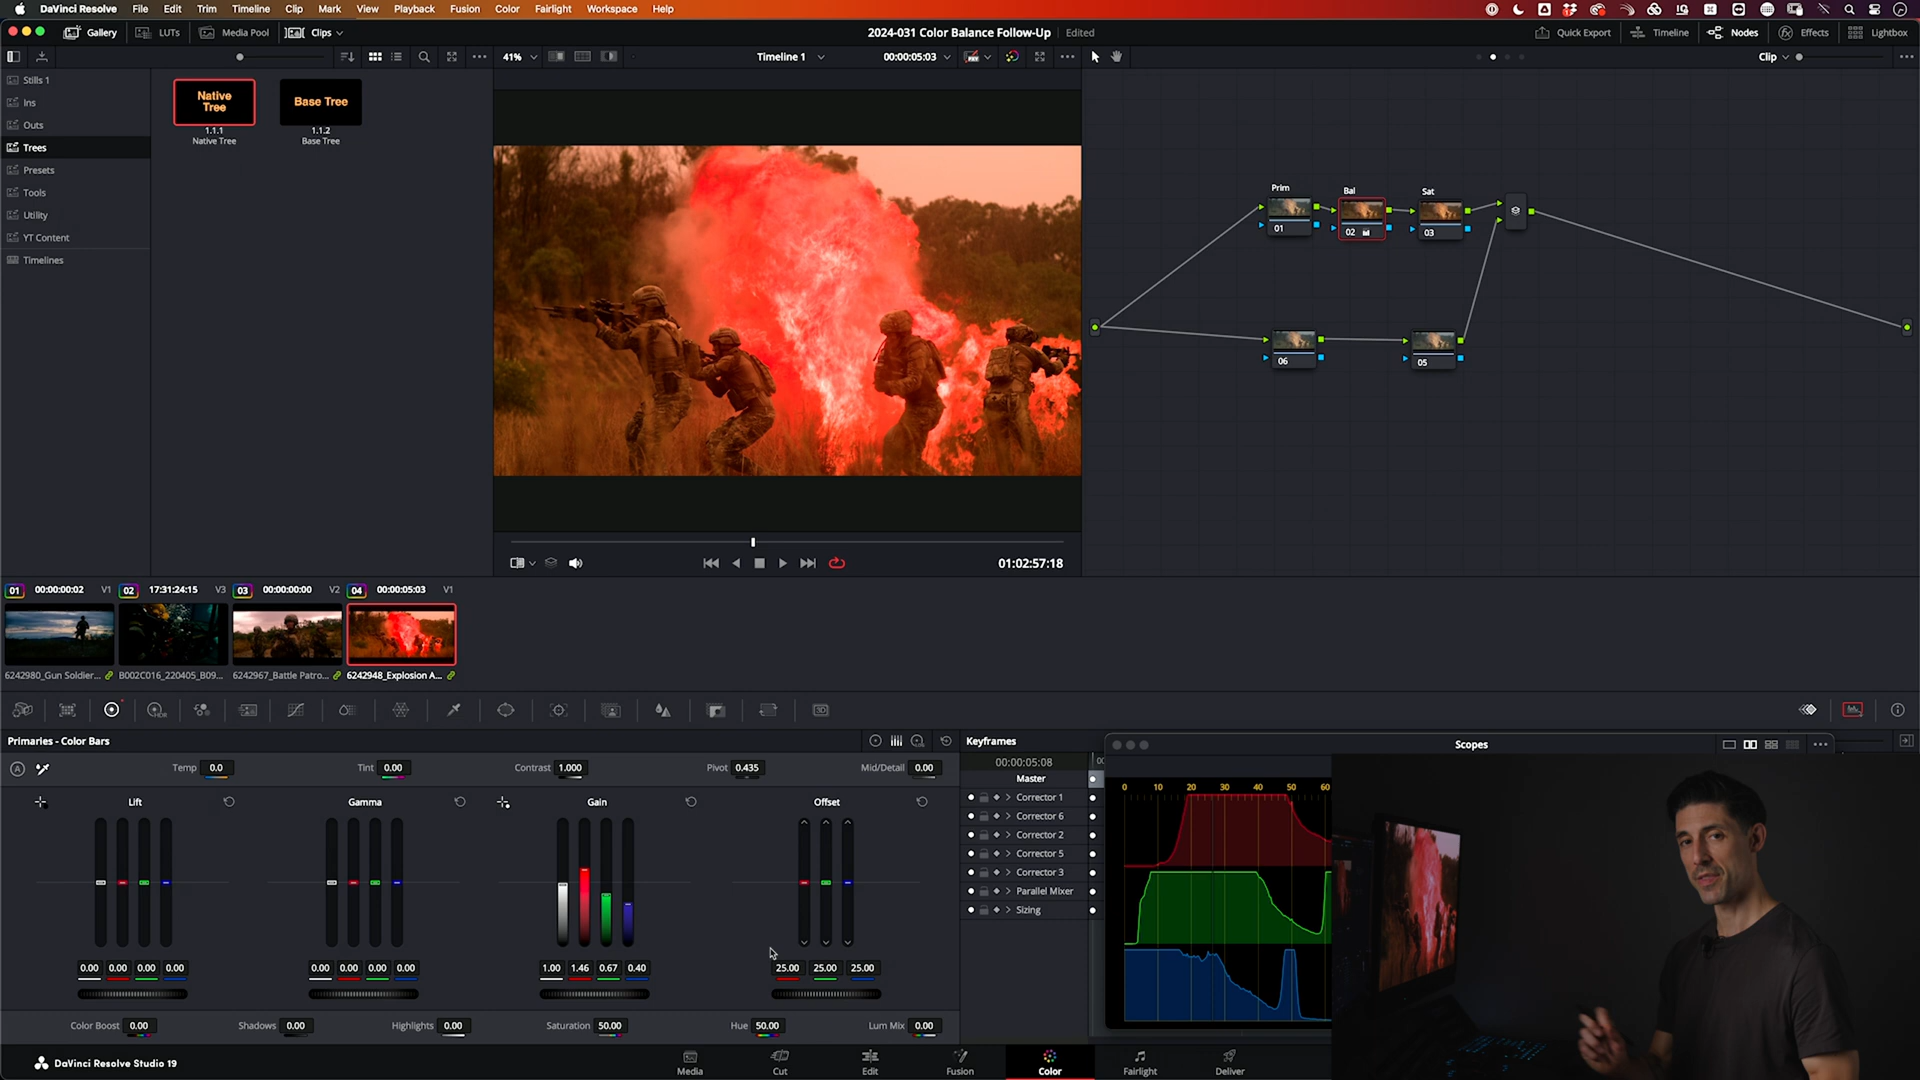 DaVinci Resolve File Edit Trim Timeline Clip Mark View Playback Fusion Color Fairlight Workspace Help
Gallery LUTs Media Pool Clips 2024-031 Color Balance Follow-Up Edited Quick Export Timeline Nodes Effects Lightbox
41% Timeline 1 00:00:05:03 Clip
Stills 1
Ins
Outs
Trees
Presets
Tools
Utility
YT Content
Timelines
Native
Tree
Base Tree
1.1.1 1.1.2
Native Tree Base Tree
Prim Bal Sat
01 02 03
06 05
01:02:57:18
01 00:00:00:02 V1 02 17:31:24:15 V3 03 00:00:00:00 V2 04 00:00:05:03 V1
6242980_Gun Soldier... B002C016_220405_B09... 6242967_Battle Patro... 6242948_Explosion A...
HDR
3D
Primaries - Color Bars Keyframes Scopes
Temp 0.0 Tint 0.00 Contrast 1.000 Pivot 0.435 Mid/Detail 0.00
00:00:05:08
Master
Corrector 1
Corrector 6
Corrector 2
Corrector 5
Corrector 3
Parallel Mixer
Sizing
0 10 20 30 40 50 60
Lift Gamma Gain Offset
0.00 0.00 0.00 0.00 0.00 0.00 0.00 0.00 1.00 1.46 0.67 0.40 25.00 25.00 25.00
Color Boost 0.00 Shadows 0.00 Highlights 0.00 Saturation 50.00 Hue 50.00 Lum Mix 0.00
DaVinci Resolve Studio 19
Media Cut Edit Fusion Color Fairlight Deliver